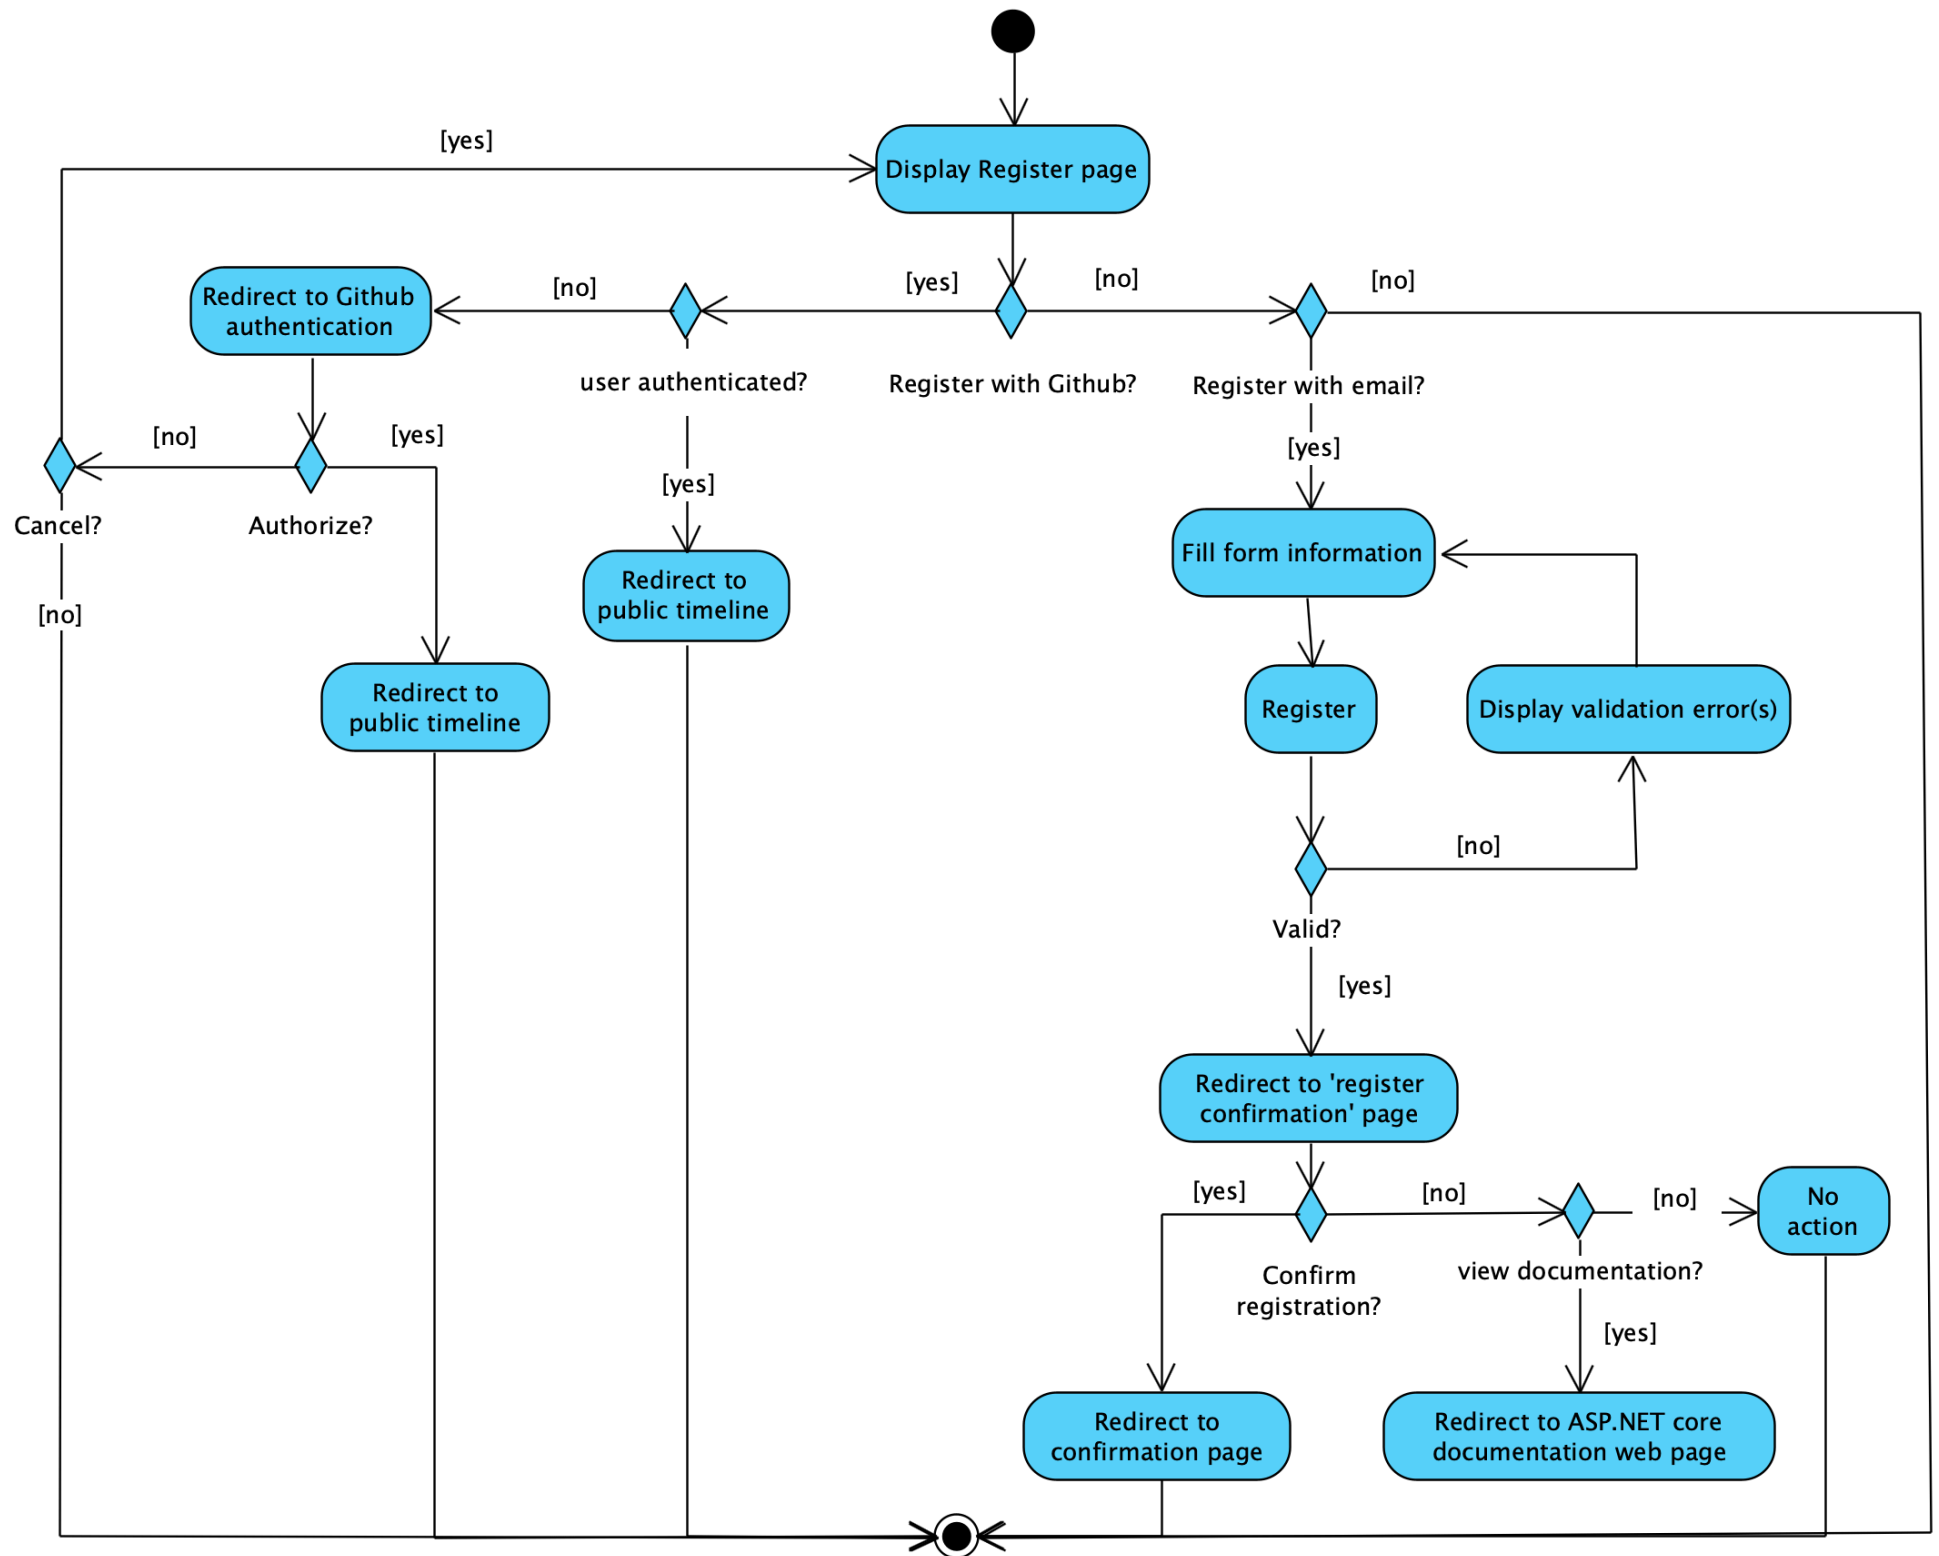 [yes]
Display Register page
[no]
[yes]
[no]
[no]
Redirect to Github
authentication
user authenticated?
Register with Github?
Register with email?
[no]
[yes]
[yes]
[yes]
Cancel?
Authorize?
Fill form information
[no]
Redirect to
public timeline
Redirect to
public timeline
Register
Display validation error(s)
[no]
Valid?
[yes]
Redirect to 'register
confirmation' page
[yes]
[no]
[no]
No
action
Confirm
registration?
view documentation?
[yes]
Redirect to
confirmation page
Redirect to ASP.NET core
documentation web page